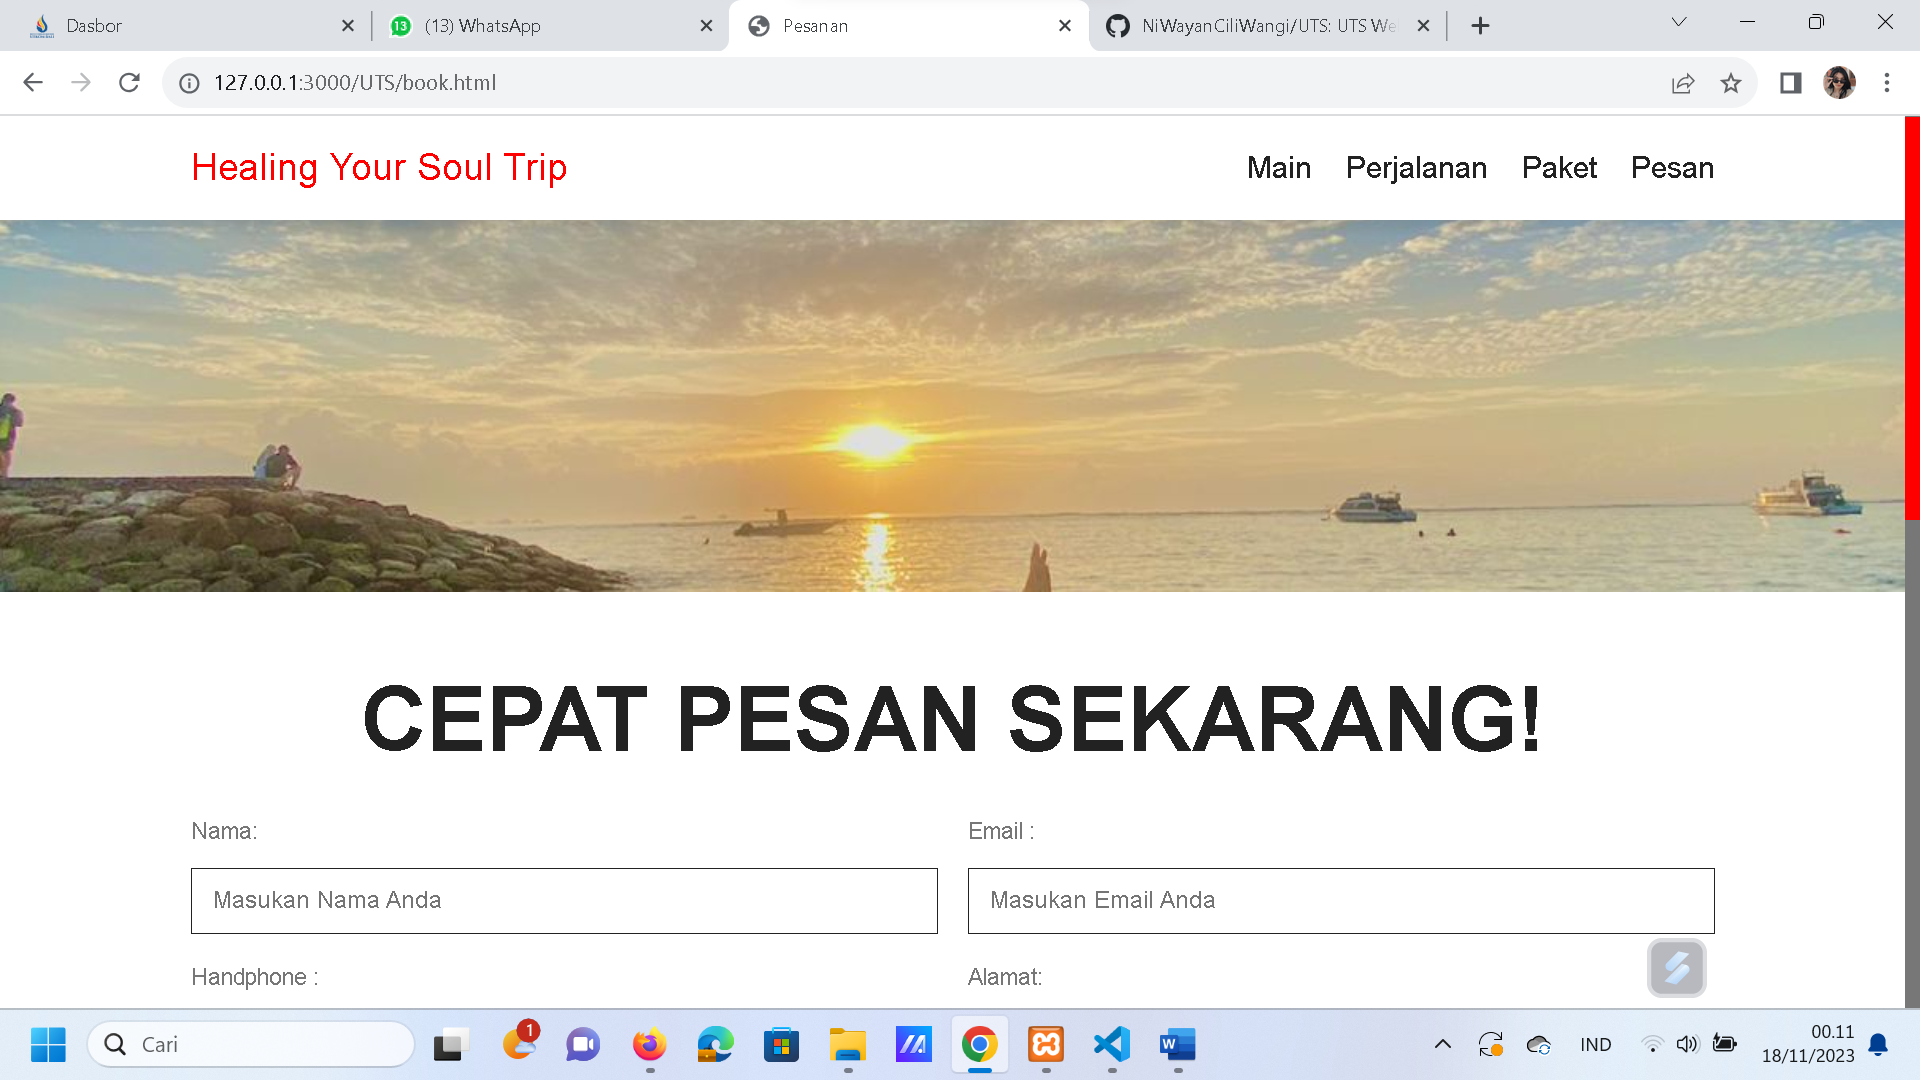 Dasbor
(13) WhatsApp
Pesanan
NiWayanCiliWangi/UTS: UTS We
127.0.0.1:3000/UTS/book.html
Healing Your Soul Trip
Main Perjalanan Paket Pesan
CEPAT PESAN SEKARANG!
Nama:
Email :
Masukan Nama Anda
Masukan Email Anda
Handphone :
Alamat:
Cari
1
IND
00.11
18/11/2023